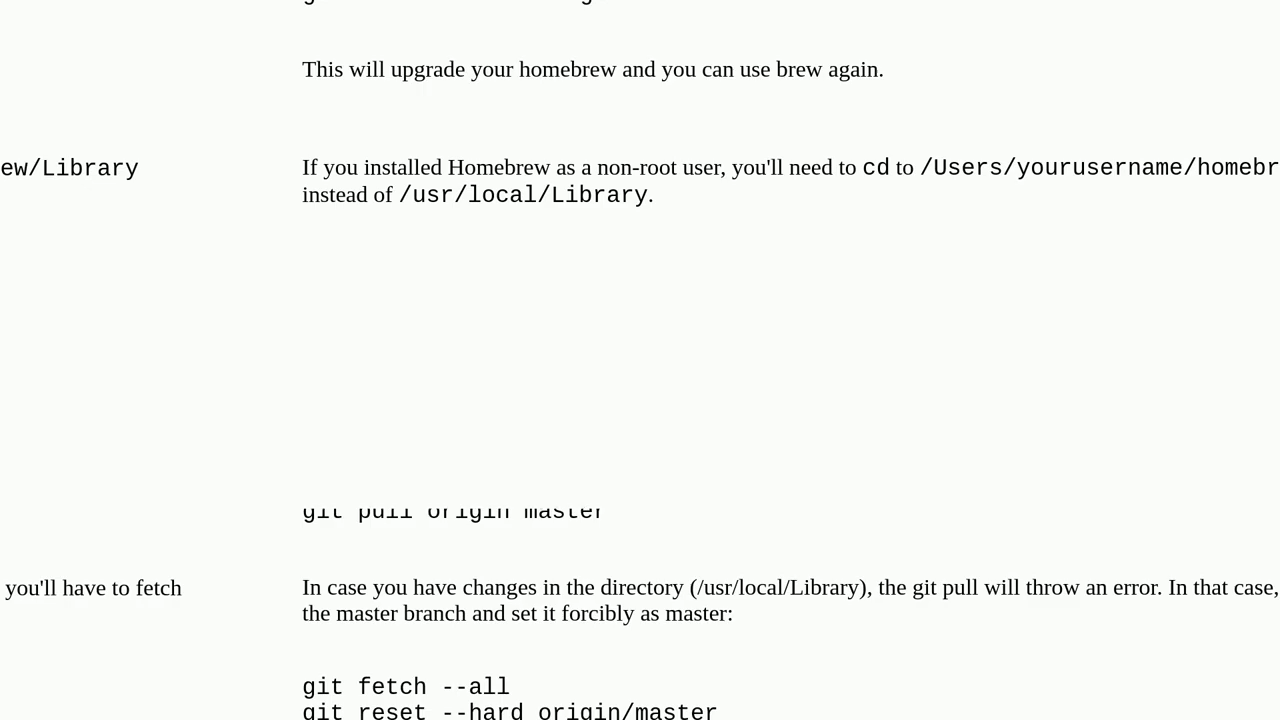 This will upgrade your homebrew and you can use brew again.
ew/Library
If you installed Homebrew as a non-root user, you'll need to cd to /Users/yourusername/homebr
instead of /usr/local/Library.
git pull origin master
you'll have to fetch
In case you have changes in the directory (/usr/local/Library), the git pull will throw an error. In that case,
the master branch and set it forcibly as master:
git fetch --all
git reset --hard origin/master